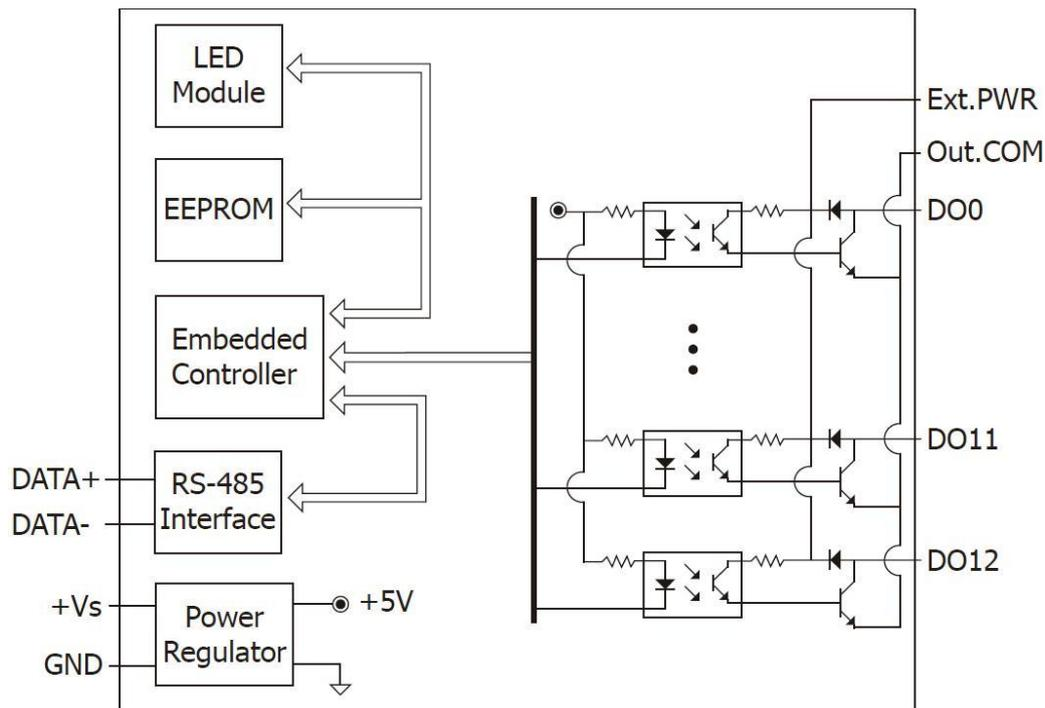 LED
Module
EEPROM
Embedded
Controller
RS-485
Interface
Power
Regulator
DATA+
DATA-
+Vs
GND
+5V
Ext.PWR
Out.COM
DO0
DO11
DO12